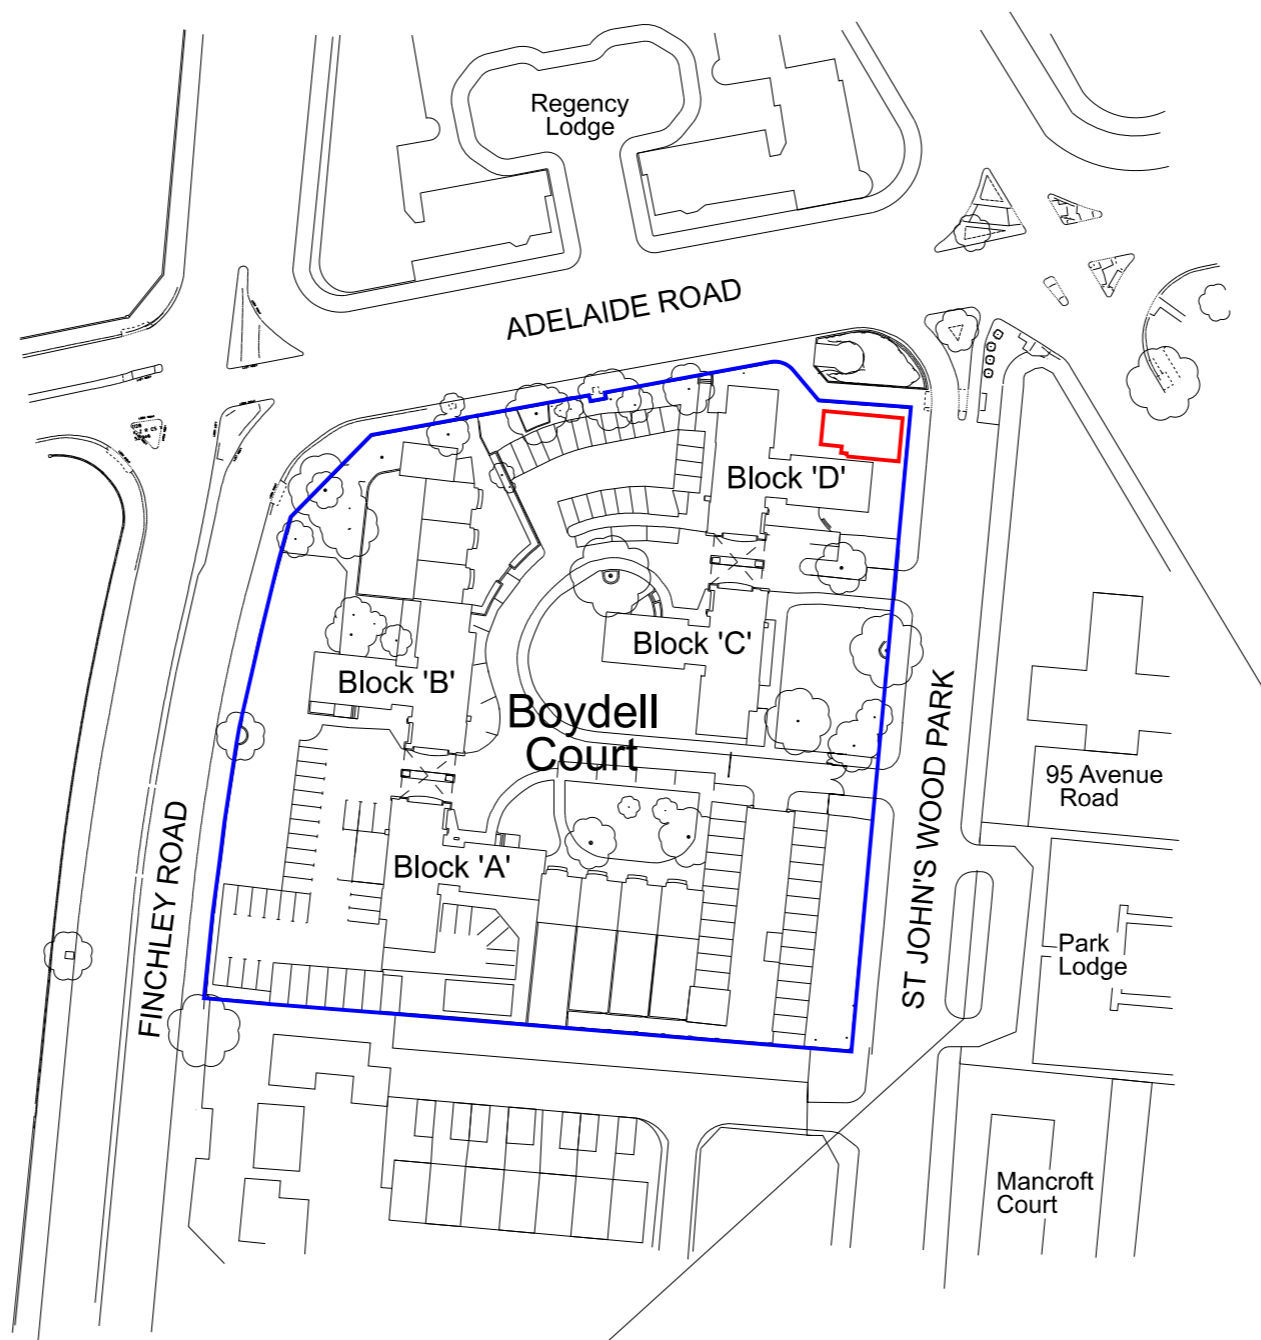 Regency
Lodge
ADELAIDE ROAD
Block 'D'
Block 'C'
Block 'B'
Boydell
Court
95 Avenue
Road
Block 'A'
FINCHLEY ROAD
ST JOHN'S WOOD PARK
Park
Lodge
Mancroft
Court